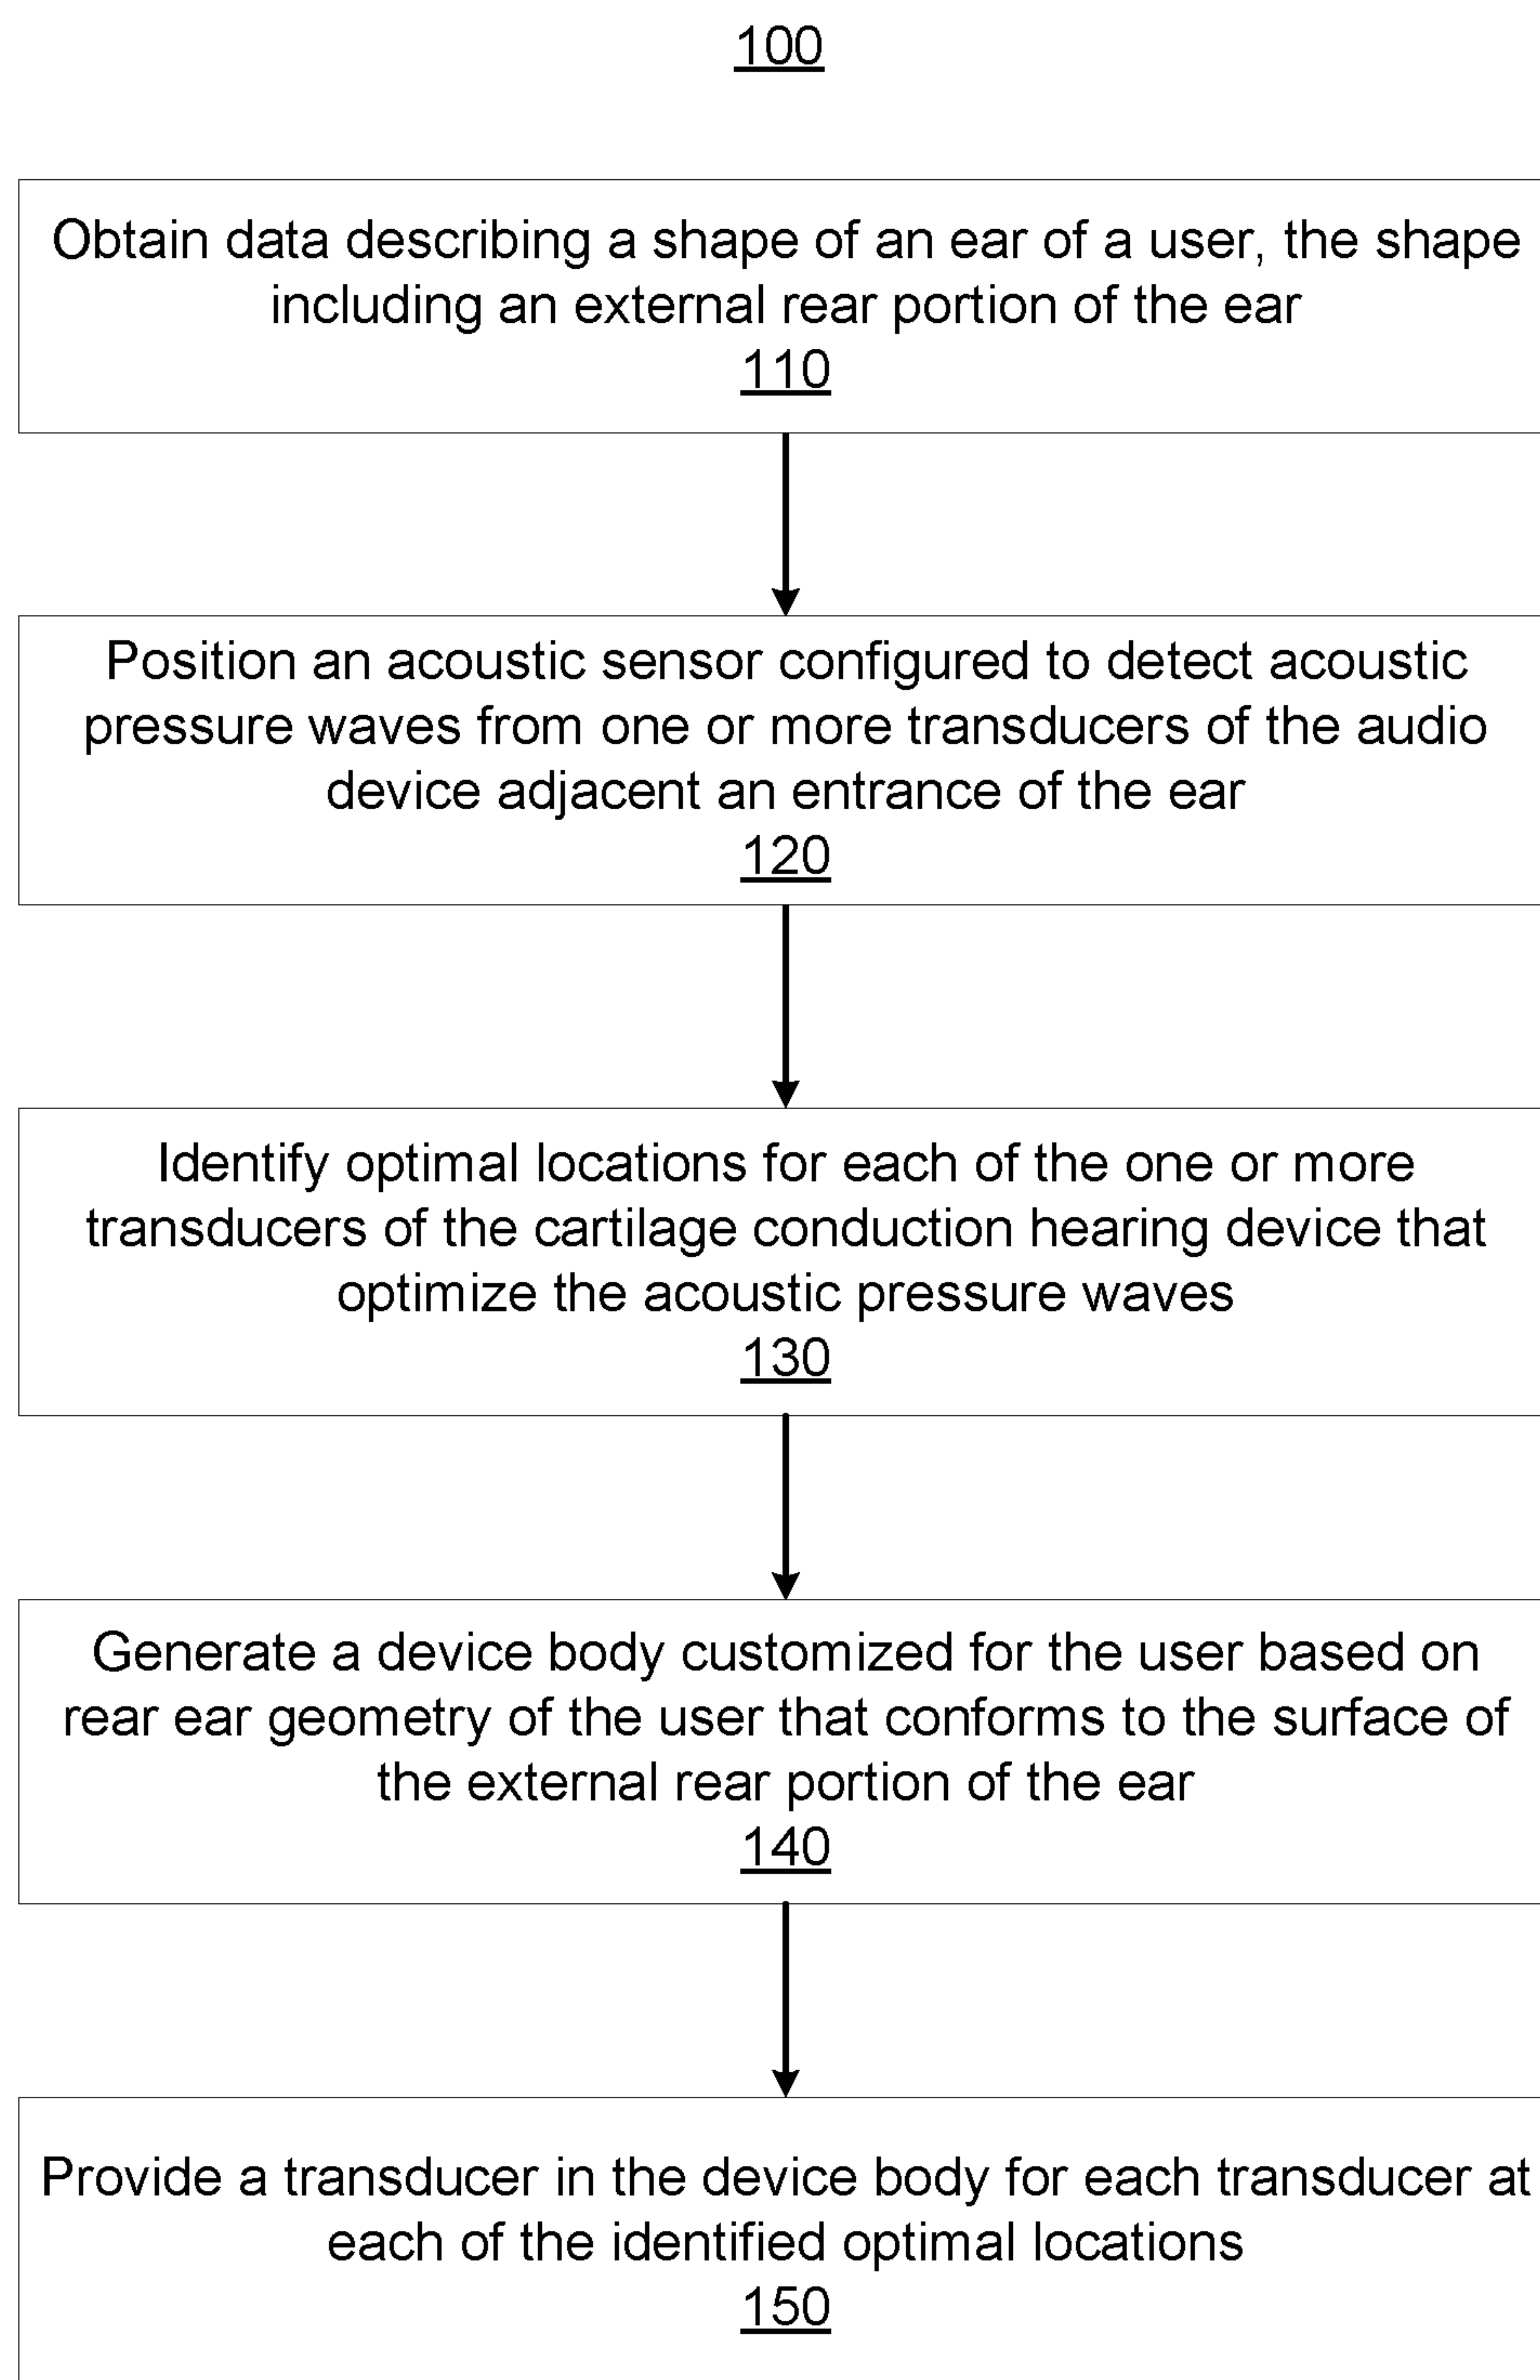 100
Obtain data describing a shape of an ear of a user, the shape
including an external rear portion of the ear
110
Position an acoustic sensor configured to detect acoustic
pressure waves from one or more transducers of the audio
device adjacent an entrance of the ear
120
Identify optimal locations for each of the one or more
transducers of the cartilage conduction hearing device that
optimize the acoustic pressure waves
130
Generate a device body customized for the user based on
rear ear geometry of the user that conforms to the surface of
the external rear portion of the ear
140
Provide a transducer in the device body for each transducer at
each of the identified optimal locations
150